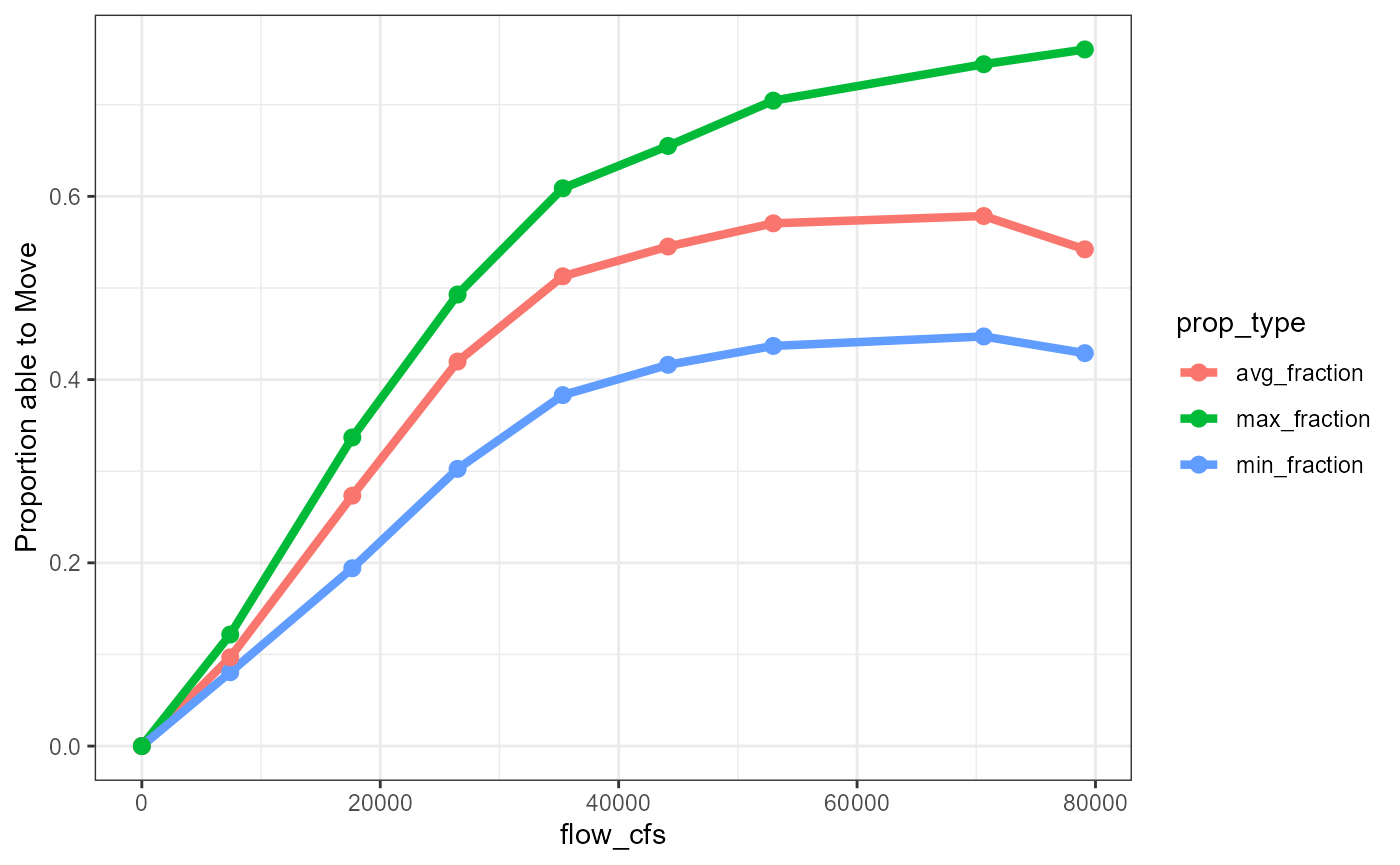 Proportion able to Move
0.6
0.4
0.2
0.0
0 20000 40000 60000 80000
flow_cfs
prop_type
avg_fraction
max_fraction
min_fraction